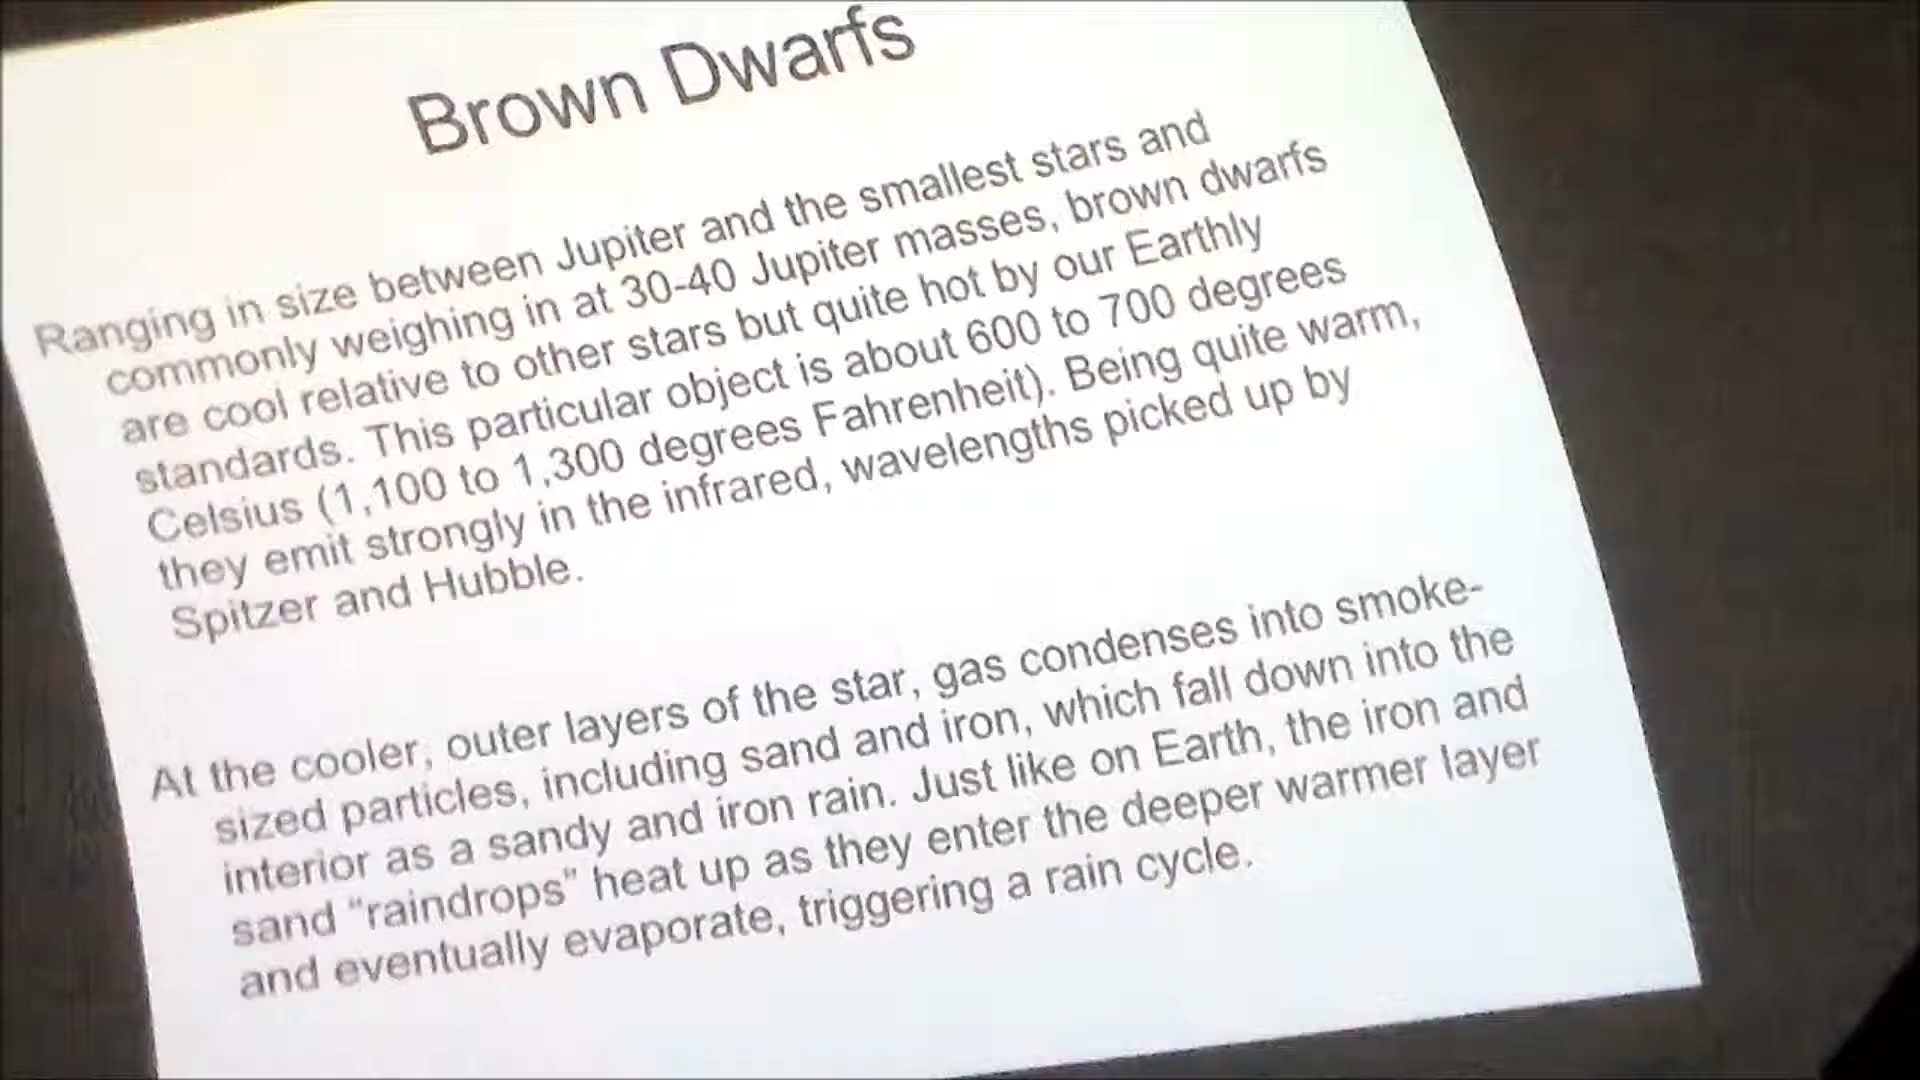 Brown Dwarfs
Ranging in size between Jupiter and the smallest stars and
commonly weighing in at 30-40 Jupiter masses, brown dwarfs
are cool relative to other stars but quite hot by our Earthly
standards. This particular object is about 600 to 700 degrees
Celsius (1,100 to 1,300 degrees Fahrenheit). Being quite warm,
they emit strongly in the infrared, wavelengths picked up by
Spitzer and Hubble.
At the cooler, outer layers of the star, gas condenses into smoke-
sized particles, including sand and iron, which fall down into the
interior as a sandy and iron rain. Just like on Earth, the iron and
sand “raindrops” heat up as they enter the deeper warmer layer
and eventually evaporate, triggering a rain cycle.